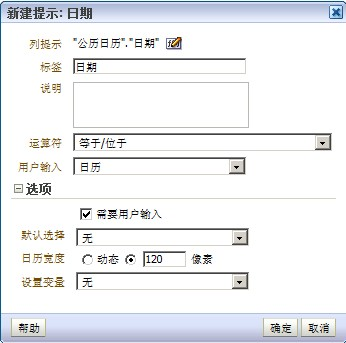 新建提示: 日期
列提示 "公历日历"."日期"
标签 日期
说明
运算符 等于/位于
用户输入 日历
选项
需要用户输入
默认选择 无
日历宽度 动态 120 像素
设置变量 无
帮助 确定 取消